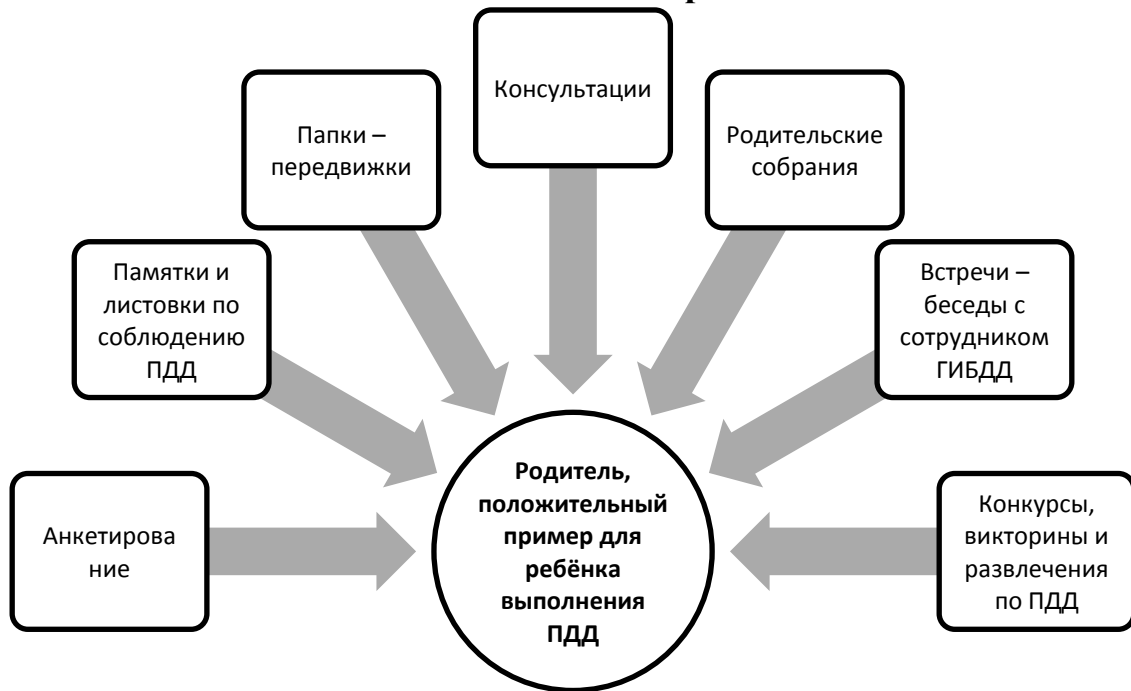 Консультации
Папки –
передвижки
Родительские
собрания
Памятки и
листовки по
соблюдению
ПДД
Встречи –
беседы с
сотрудником
ГИБДД
Анкетирова
ние
Родитель,
положительный
пример для
ребёнка
выполнения
ПДД
Конкурсы,
викторины и
развлечения
по ПДД